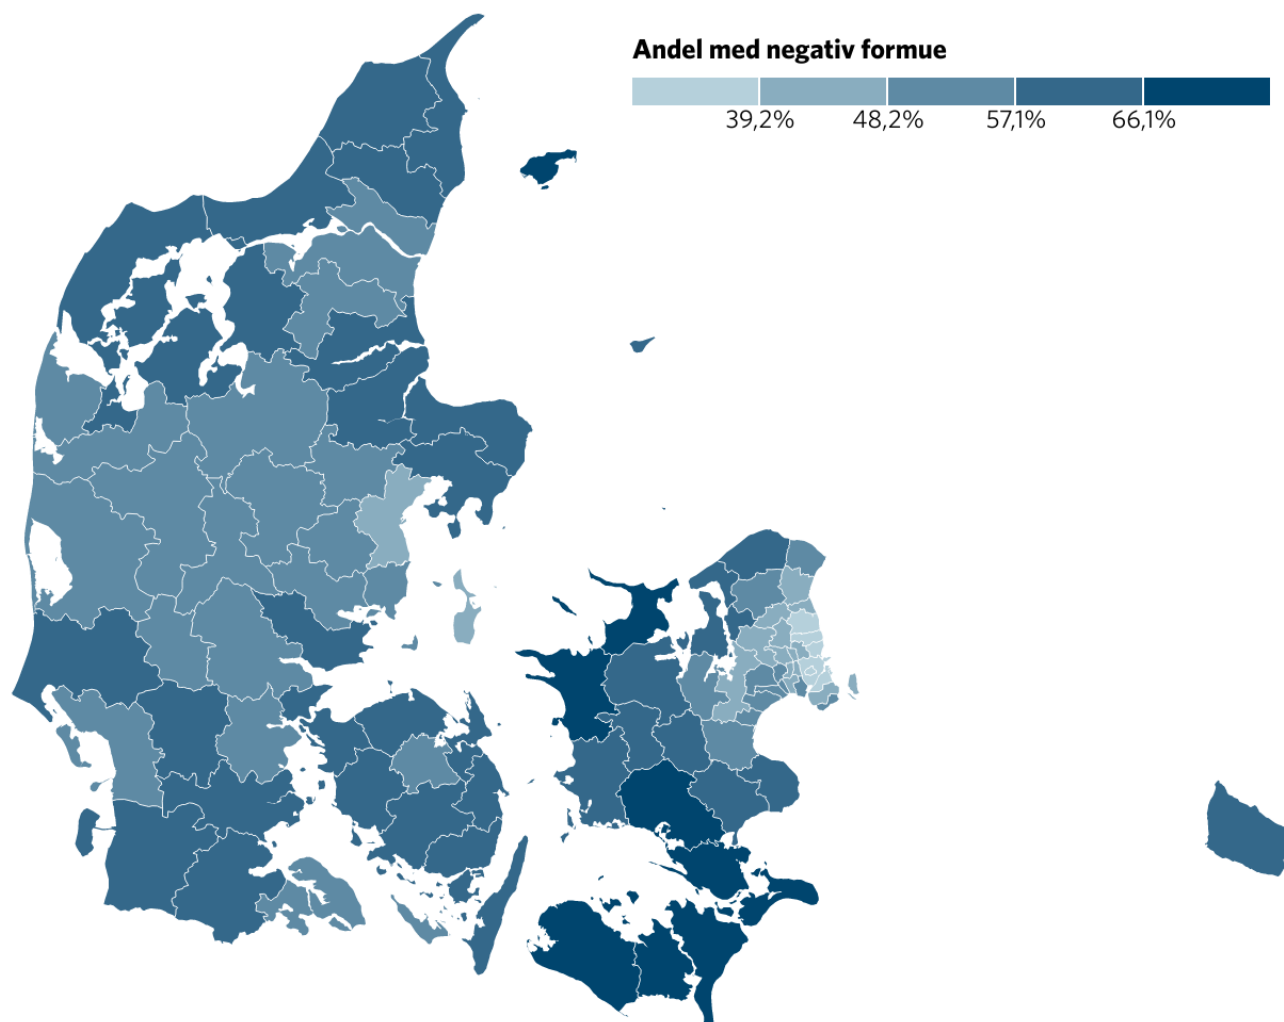 Andel med negativ formue
39,2% 48,2% 57,1% 66,1%